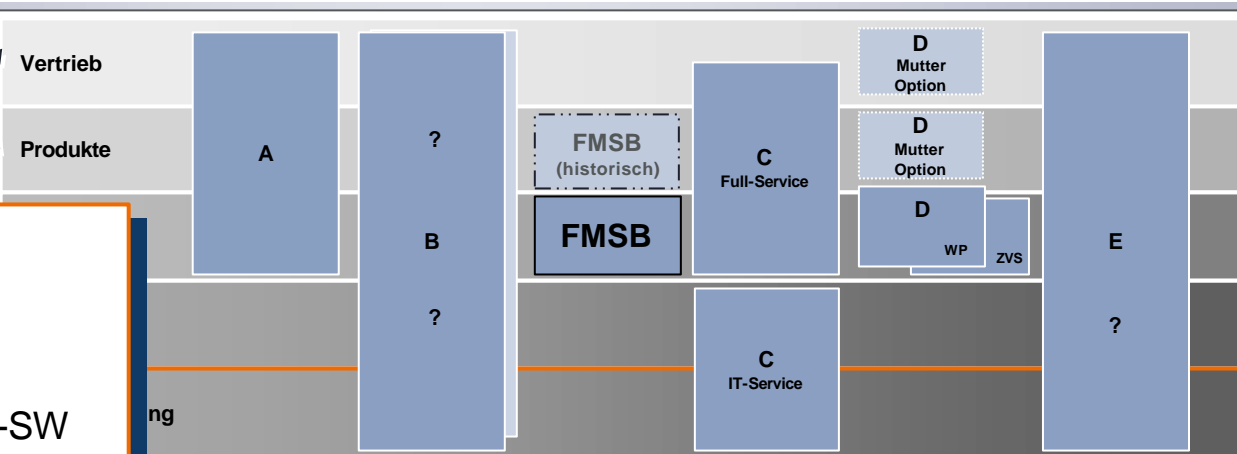 Vertrieb
Produkte
A
?
B
?
FMSB
(historisch)
FMSB
C
Full-Service
C
IT-Service
D
Mutter
Option
D
Mutter
Option
D
WP
ZVS
E
?
-SW
ng